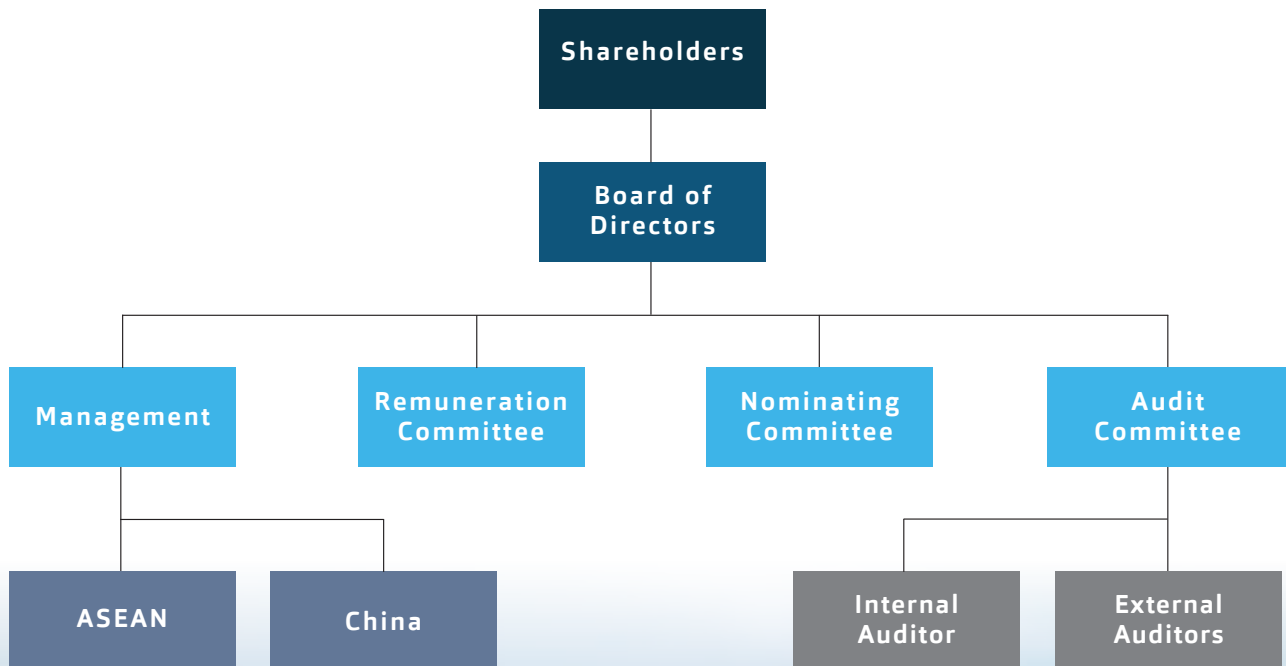 Shareholders
Board of
Directors
Management
Remuneration
Committee
Nominating
Committee
Audit
Committee
ASEAN
China
Internal
Auditor
External
Auditors